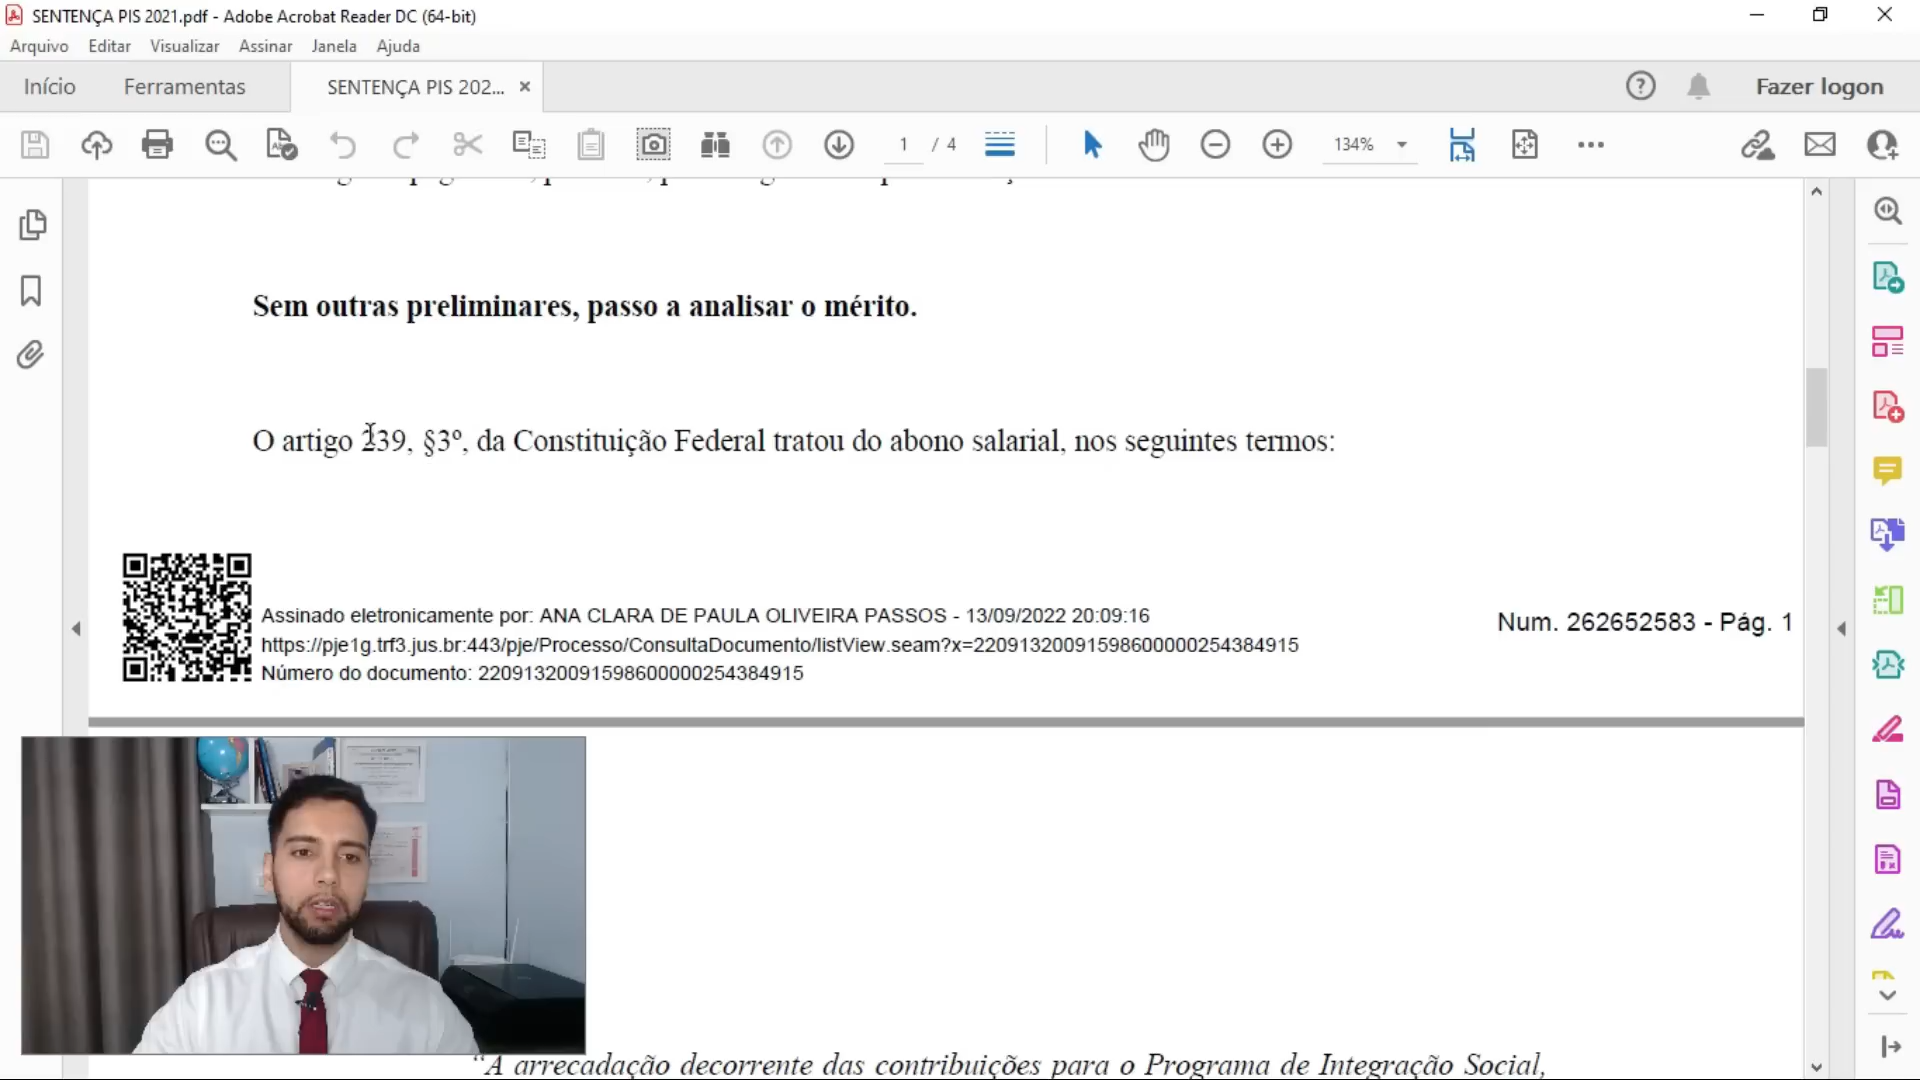 SENTENÇA PIS 2021.pdf - Adobe Acrobat Reader DC (64-bit)
Arquivo Editar Visualizar Assinar Janela Ajuda
Início Ferramentas SENTENÇA PIS 202... Fazer logon
1 / 4 134%
Sem outras preliminares, passo a analisar o mérito.
O artigo 239, §3º, da Constituição Federal tratou do abono salarial, nos seguintes termos:
Assinado eletronicamente por: ANA CLARA DE PAULA OLIVEIRA PASSOS - 13/09/2022 20:09:16
https://pje1g.trf3.jus.br:443/pje/Processo/ConsultaDocumento/listView.seam?x=22091320091598600000254384915
Número do documento: 22091320091598600000254384915
Num. 262652583 - Pág. 1
“A arrecadação decorrente das contribuições para o Programa de Integração Social,